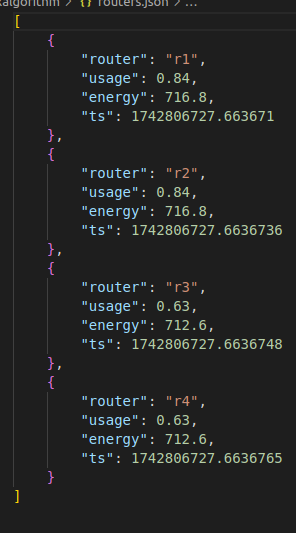 algorithm > {} routers.json > ...
[
    {
        "router": "r1",
        "usage": 0.84,
        "energy": 716.8,
        "ts": 1742806727.663671
    },
    {
        "router": "r2",
        "usage": 0.84,
        "energy": 716.8,
        "ts": 1742806727.6636736
    },
    {
        "router": "r3",
        "usage": 0.63,
        "energy": 712.6,
        "ts": 1742806727.6636748
    },
    {
        "router": "r4",
        "usage": 0.63,
        "energy": 712.6,
        "ts": 1742806727.6636765
    }
]